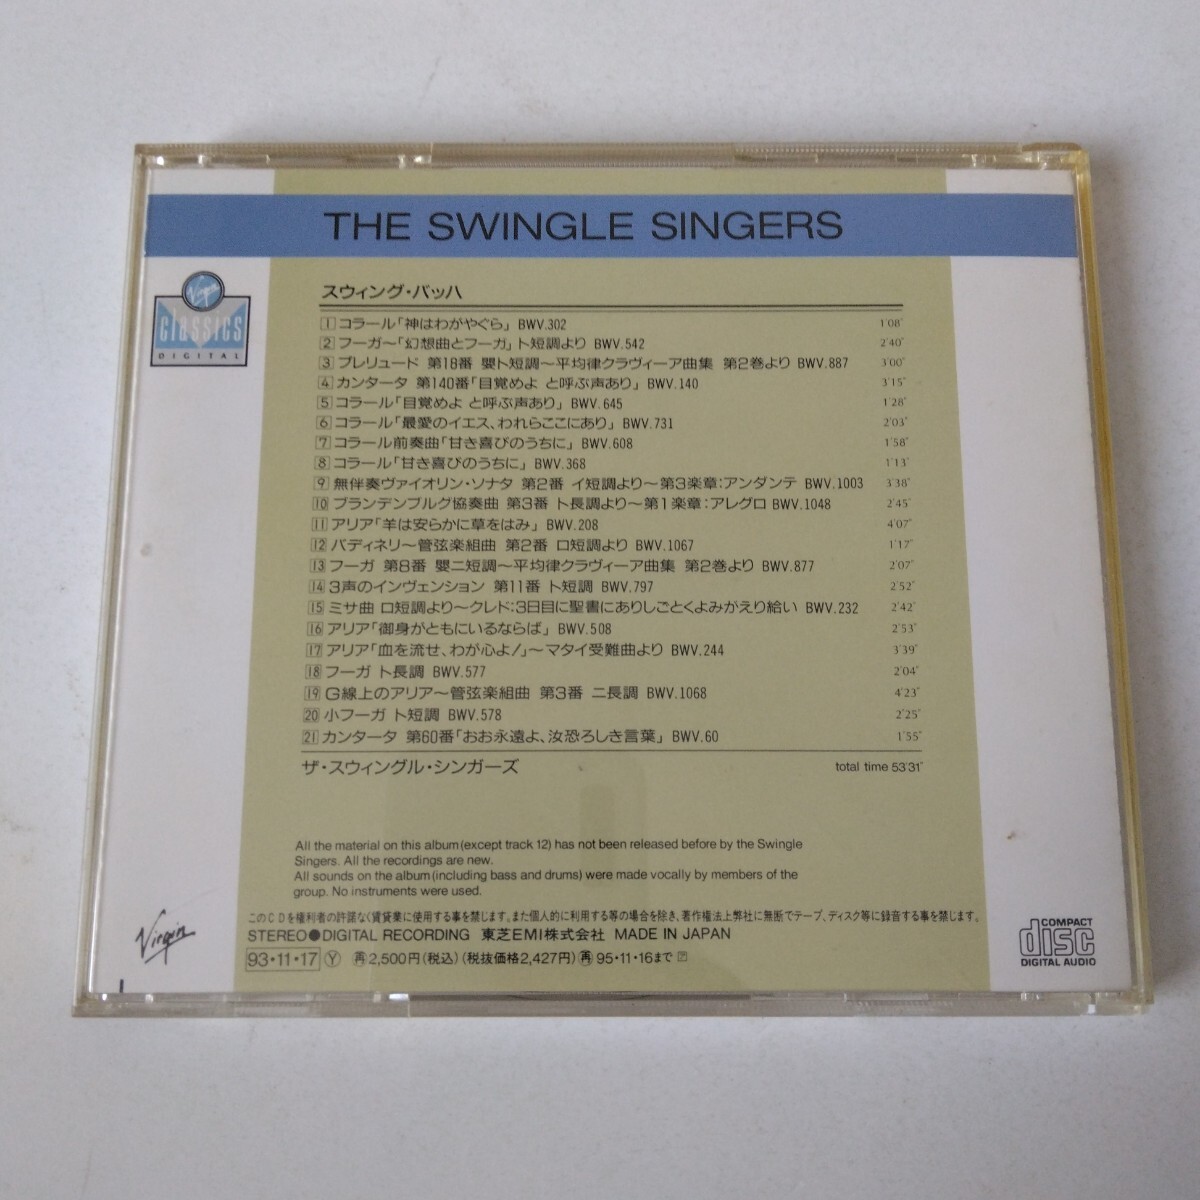 THE SWINGLE SINGERS
Virgin
classics
DIGITAL
スウィング・バッハ
1 コラール「神はわがやぐら」 BWV.302 1'08"
2 フーガ〜「幻想曲とフーガ」ト短調より BWV.542 2'40"
3 プレリュード 第18番 嬰ト短調〜平均律クラヴィーア曲集 第2巻より BWV.887 3'00"
4 カンタータ 第140番「目覚めよ と呼ぶ声あり」 BWV.140 3'15"
5 コラール「目覚めよ と呼ぶ声あり」 BWV.645 1'28"
6 コラール「最愛のイエス、われらここにあり」 BWV.731 2'03"
7 コラール前奏曲「甘き喜びのうちに」 BWV.608 1'58"
8 コラール「甘き喜びのうちに」 BWV.368 1'13"
9 無伴奏ヴァイオリン・ソナタ 第2番 イ短調より〜第3楽章:アンダンテ BWV.1003 3'38"
10 ブランデンブルグ協奏曲 第3番 ト長調より〜第1楽章:アレグロ BWV.1048 2'45"
11 アリア「羊は安らかに草をはみ」 BWV.208 4'07"
12 バディネリ〜管弦楽組曲 第2番 ロ短調より BWV.1067 1'17"
13 フーガ 第8番 嬰ニ短調〜平均律クラヴィーア曲集 第2巻より BWV.877 2'07"
14 3声のインヴェンション 第11番 ト短調 BWV.797 2'52"
15 ミサ曲 ロ短調より〜クレド:3日目に聖書にありしごとくよみがえり給い BWV.232 2'42"
16 アリア「御身がともにいるならば」 BWV.508 2'53"
17 アリア「血を流せ、わが心よ!」〜マタイ受難曲より BWV.244 3'39"
18 フーガ ト長調 BWV.577 2'04"
19 G線上のアリア〜管弦楽組曲 第3番 ニ長調 BWV.1068 4'23"
20 小フーガ ト短調 BWV.578 2'25"
21 カンタータ 第60番「おお永遠よ、汝恐ろしき言葉」 BWV.60 1'55"
ザ・スウィングル・シンガーズ total time 53'31"
All the material on this album (except track 12) has not been released before by the Swingle
Singers. All the recordings are new.
All sounds on the album (including bass and drums) were made vocally by members of the
group. No instruments were used.
このCDを権利者の許諾なく賃貸業に使用する事を禁じます。また個人的に利用する等の場合を除き、著作権法上弊社に無断でテープ、ディスク等に録音する事を禁じます。
STEREO●DIGITAL RECORDING 東芝EMI株式会社 MADE IN JAPAN
93・11・17 Ⓨ 再 2,500円(税込) (税抜価格2,427円) 再 95・11・16まで
Virgin
COMPACT
disc
DIGITAL AUDIO